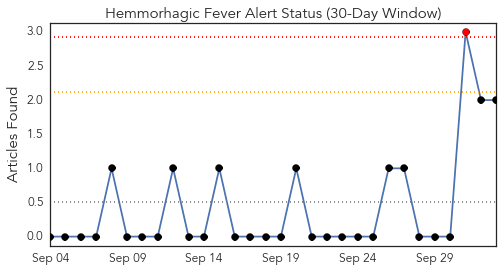 Hemmorhagic Fever Alert Status (30-Day Window)
Articles Found
3.0
2.5
2.0
1.5
1.0
0.5
0.0
Sep 04 Sep 09 Sep 14 Sep 19 Sep 24 Sep 29